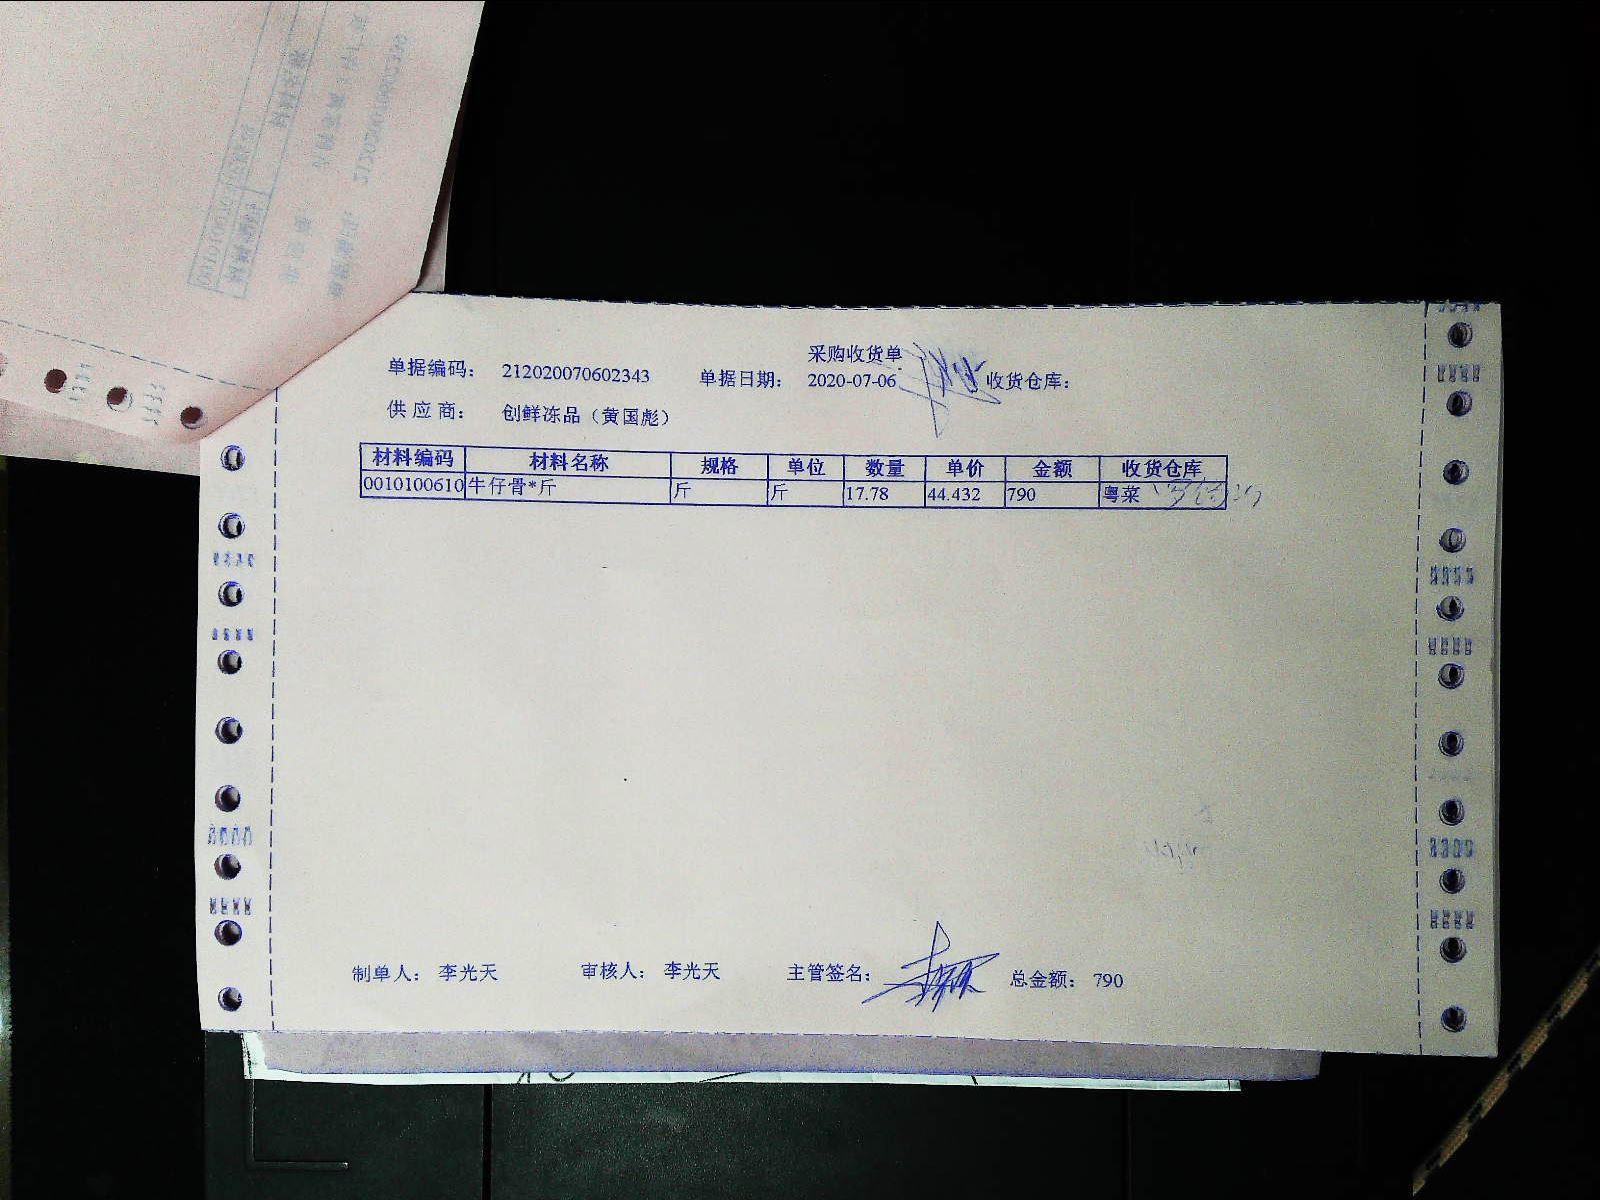 采购收货单
单据编码： 212020070602343 单据日期： 2020-07-06 收货仓库：
供应商： 创鲜冻品（黄国彪）
材料编码 材料名称 规格 单位 数量 单价 金额 收货仓库
0010100610 牛仔骨*斤 斤 斤 17.78 44.432 790 粤菜
制单人： 李光天 审核人： 李光天 主管签名： 总金额： 790